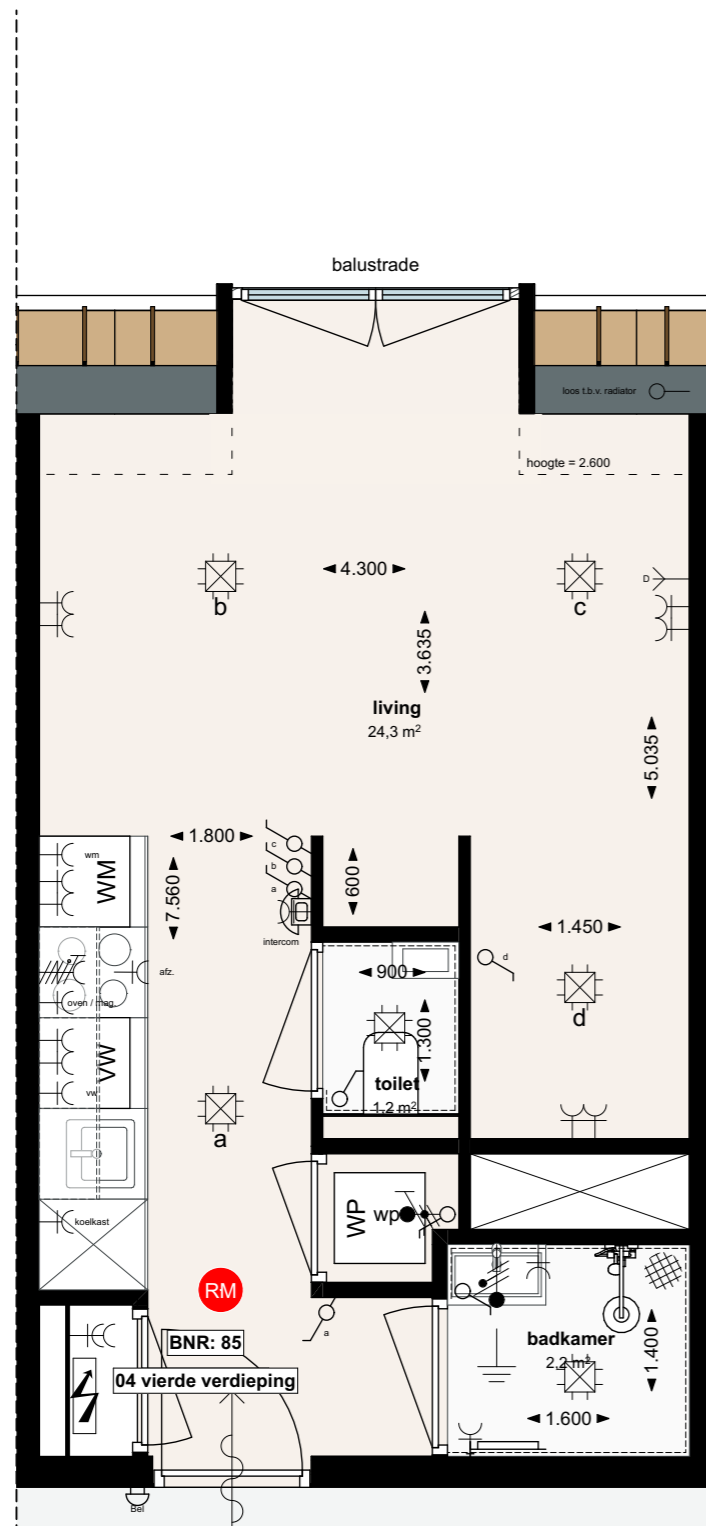 balustrade
loos t.b.v. radiator
hoogte = 2.600
4.300
b
c
D
3.635
living
24,3 m²
5.035
1.800
wm
WM
7.560
c
b
a
intercom
600
1.450
d
d
afz.
oven / mag.
900
1.300
toilet
1,2 m²
VW
vw
a
koelkast
WP
wp
RM
a
BNR: 85
04 vierde verdieping
badkamer
2,2 m²
1.400
1.600
Bel